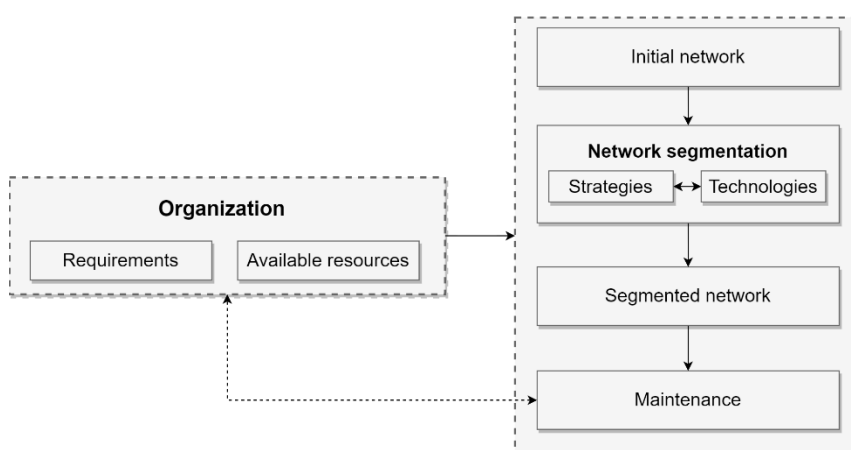 Initial network
Network segmentation
Strategies
Technologies
Organization
Requirements
Available resources
Segmented network
Maintenance